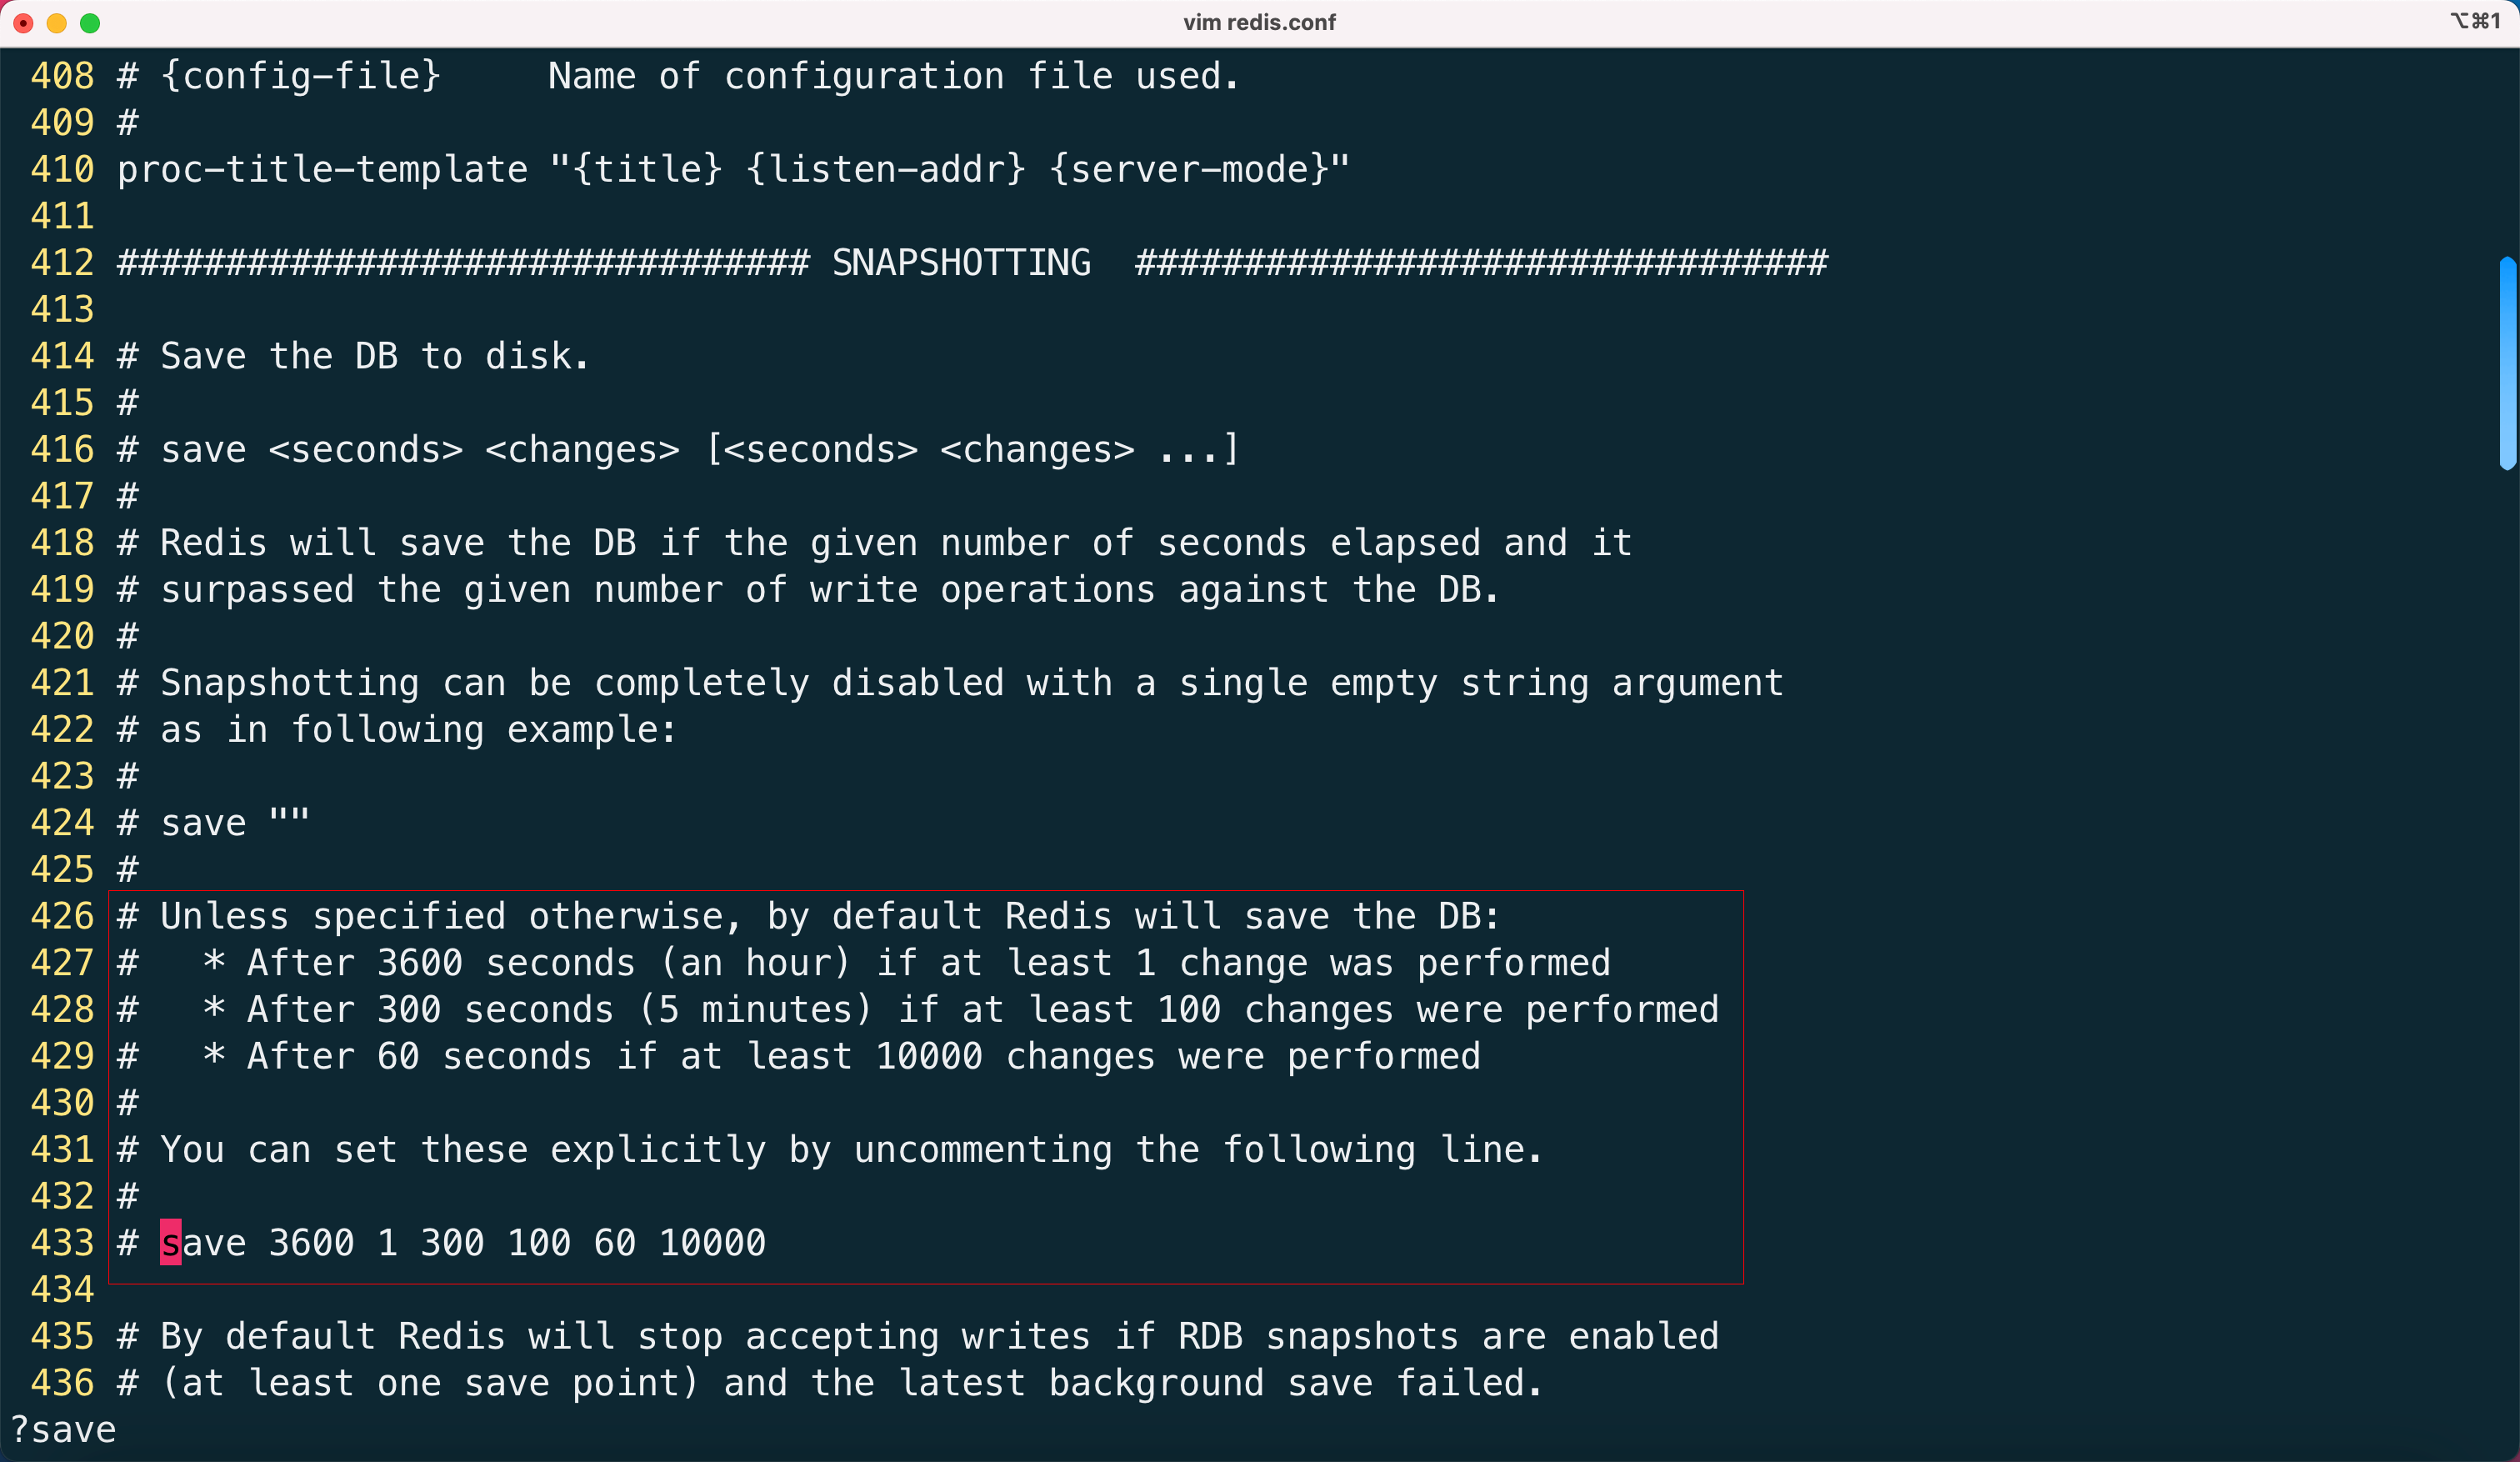 vim redis.conf
⌥⌘1
408 # {config-file}     Name of configuration file used.
409 #
410 proc-title-template "{title} {listen-addr} {server-mode}"
411
412 ################################ SNAPSHOTTING  ################################
413
414 # Save the DB to disk.
415 #
416 # save <seconds> <changes> [<seconds> <changes> ...]
417 #
418 # Redis will save the DB if the given number of seconds elapsed and it
419 # surpassed the given number of write operations against the DB.
420 #
421 # Snapshotting can be completely disabled with a single empty string argument
422 # as in following example:
423 #
424 # save ""
425 #
426 # Unless specified otherwise, by default Redis will save the DB:
427 #   * After 3600 seconds (an hour) if at least 1 change was performed
428 #   * After 300 seconds (5 minutes) if at least 100 changes were performed
429 #   * After 60 seconds if at least 10000 changes were performed
430 #
431 # You can set these explicitly by uncommenting the following line.
432 #
433 # save 3600 1 300 100 60 10000
434
435 # By default Redis will stop accepting writes if RDB snapshots are enabled
436 # (at least one save point) and the latest background save failed.
?save